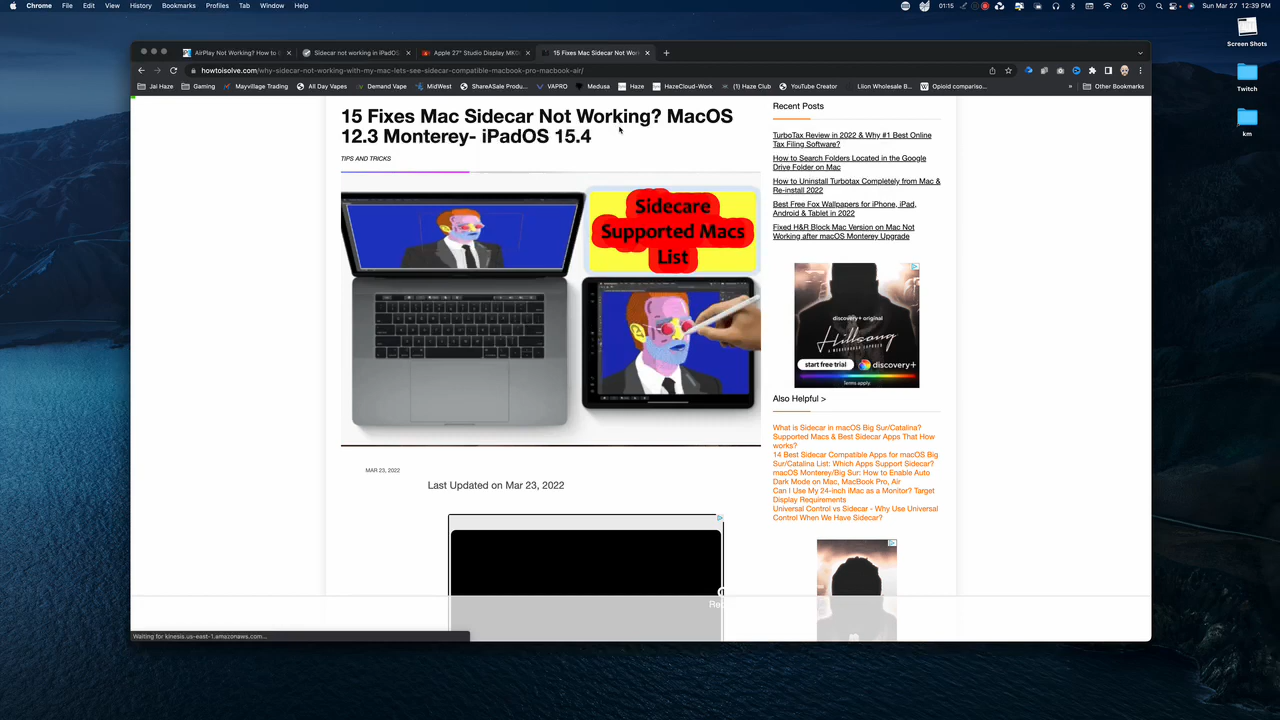 Chrome File Edit View History Bookmarks Profiles Tab Window Help
01:15
Sun Mar 27 12:39 PM
AirPlay Not Working? How to
Sidecar not working in iPadOS
Apple 27" Studio Display MK0
15 Fixes Mac Sidecar Not Wor
howtoisolve.com/why-sidecar-not-working-with-my-mac-lets-see-sidecar-compatible-macbook-pro-macbook-air/
Jai Haze
Gaming
Mayvillage Trading
All Day Vapes
Demand Vape
MidWest
ShareASale Produ...
VAPRO
Medusa
Haze
HazeCloud-Work
(1) Haze Club
YouTube Creator
LiIon Wholesale B...
Opioid compariso...
»
Other Bookmarks
Screen Shots
Twitch
km
15 Fixes Mac Sidecar Not Working? MacOS
12.3 Monterey- iPadOS 15.4
TIPS AND TRICKS
Sidecare
Supported Macs
List
MAR 23, 2022
Last Updated on Mar 23, 2022
Recent Posts
TurboTax Review in 2022 & Why #1 Best Online
Tax Filing Software?
How to Search Folders Located in the Google
Drive Folder on Mac
How to Uninstall Turbotax Completely from Mac &
Re-install 2022
Best Free Fox Wallpapers for iPhone, iPad,
Android & Tablet in 2022
Fixed H&R Block Mac Version on Mac Not
Working after macOS Monterey Upgrade
discovery+ original
Hillsong
A MEGACHURCH EXPOSED
start free trial
discovery+
Terms apply.
Also Helpful >
What is Sidecar in macOS Big Sur/Catalina?
Supported Macs & Best Sidecar Apps That How
works?
14 Best Sidecar Compatible Apps for macOS Big
Sur/Catalina List: Which Apps Support Sidecar?
macOS Monterey/Big Sur: How to Enable Auto
Dark Mode on Mac, MacBook Pro, Air
Can I Use My 24-inch iMac as a Monitor? Target
Display Requirements
Universal Control vs Sidecar - Why Use Universal
Control When We Have Sidecar?
Waiting for kinesis.us-east-1.amazonaws.com...